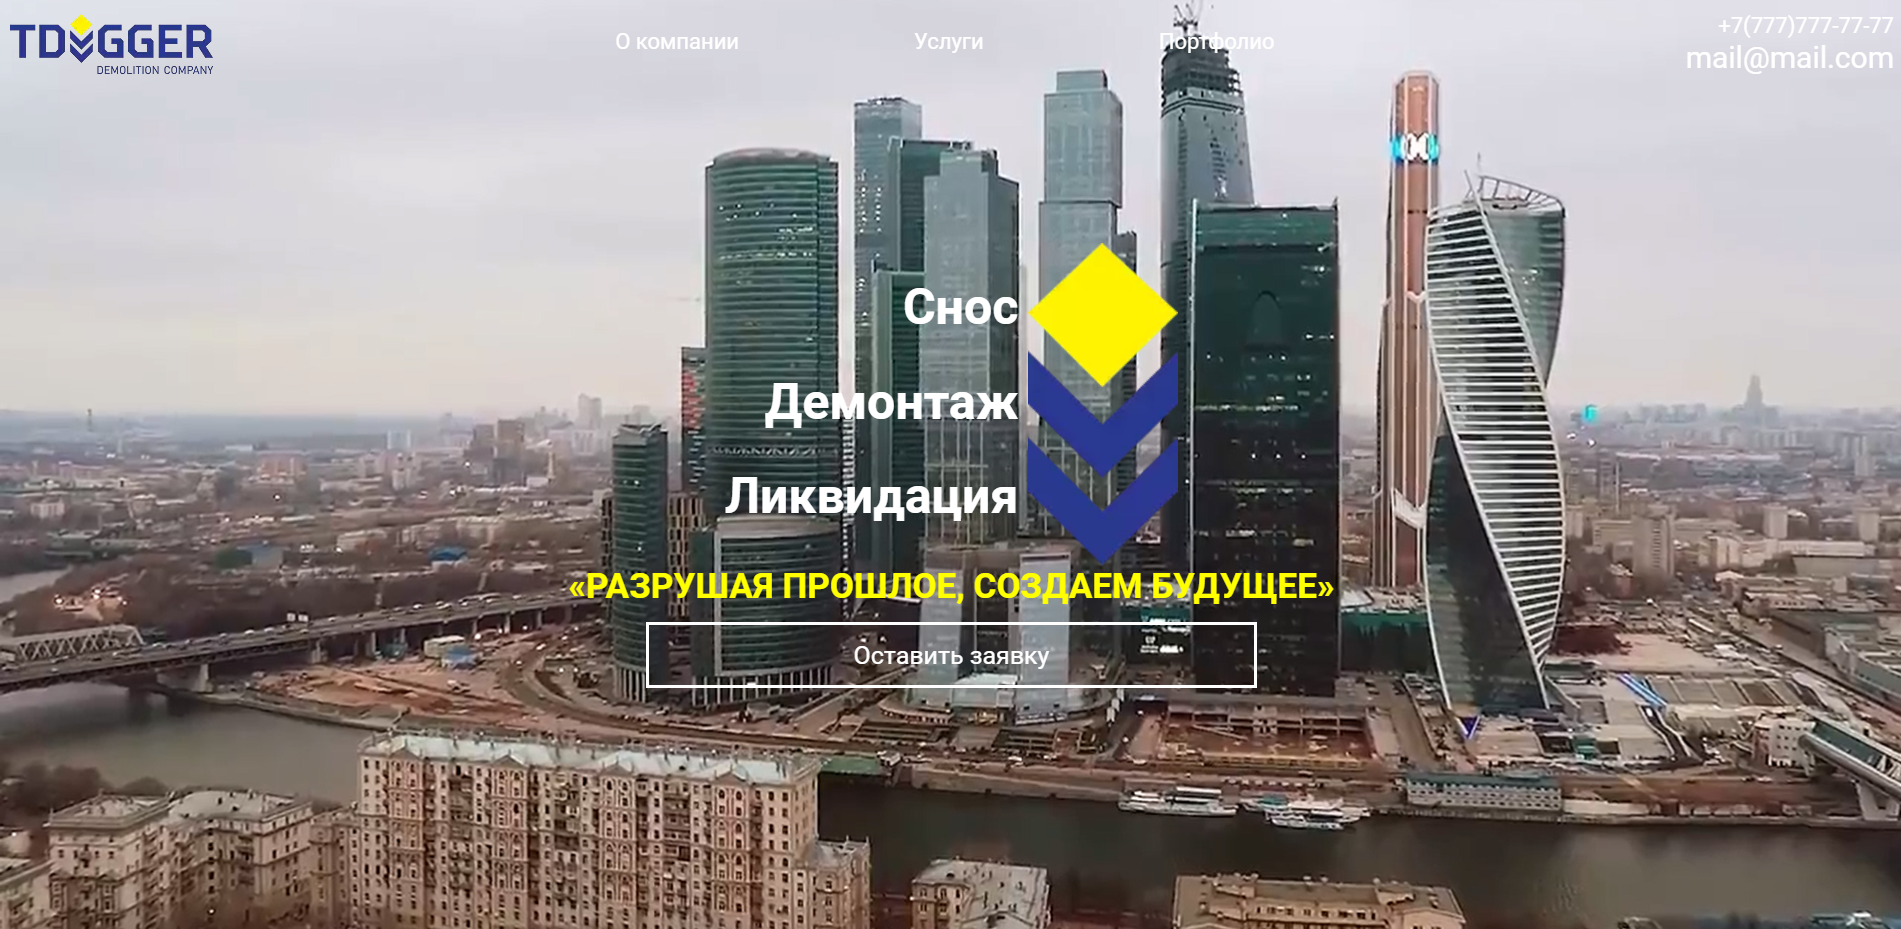 TDIGGER
DEMOLITION COMPANY
О компании
Услуги
Портфолио
+7(777)777-77-77
mail@mail.com
Снос
Демонтаж
Ликвидация
«РАЗРУШАЯ ПРОШЛОЕ, СОЗДАЕМ БУДУЩЕЕ»
Оставить заявку